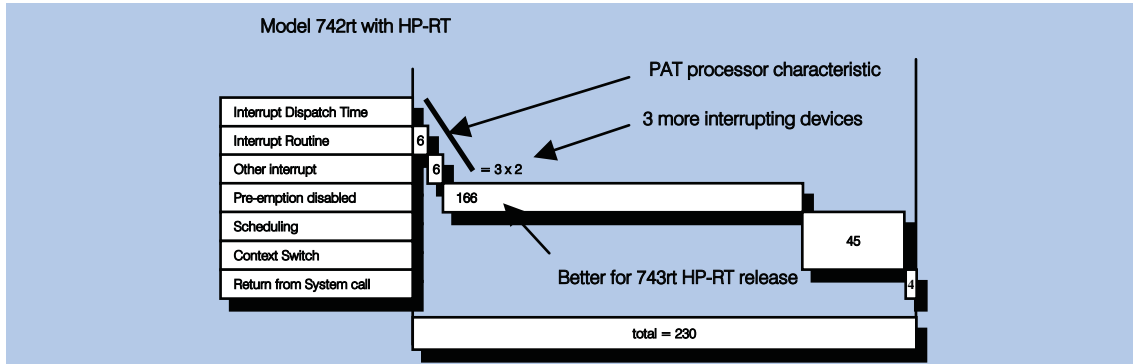 Model 742rt with HP-RT
PAT processor characteristic
3 more interrupting devices
Interrupt Dispatch Time
Interrupt Routine
6
Other interrupt
6
= 3 x 2
Pre-emption disabled
166
Scheduling
45
Context Switch
Better for 743rt HP-RT release
Return from System call
4
total = 230